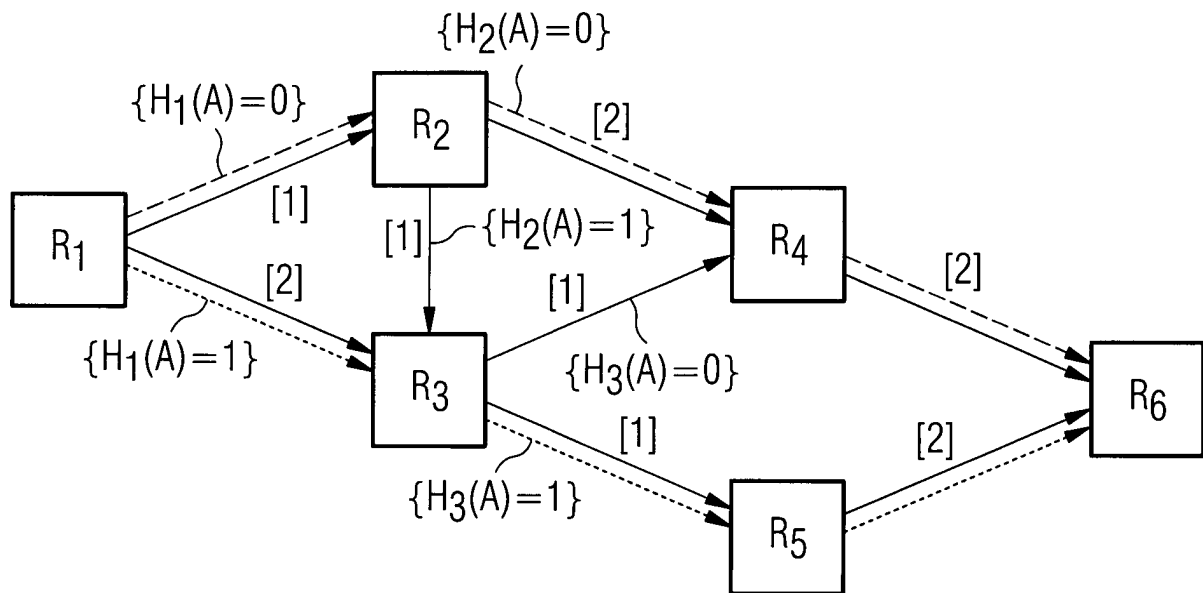 {H2(A)=0}
{H1(A)=0}
R2
[2]
[1]
R1
[1]
{H2(A)=1}
R4
[2]
[2]
[1]
{H1(A)=1}
R3
{H3(A)=0}
R6
[1]
[2]
{H3(A)=1}
R5